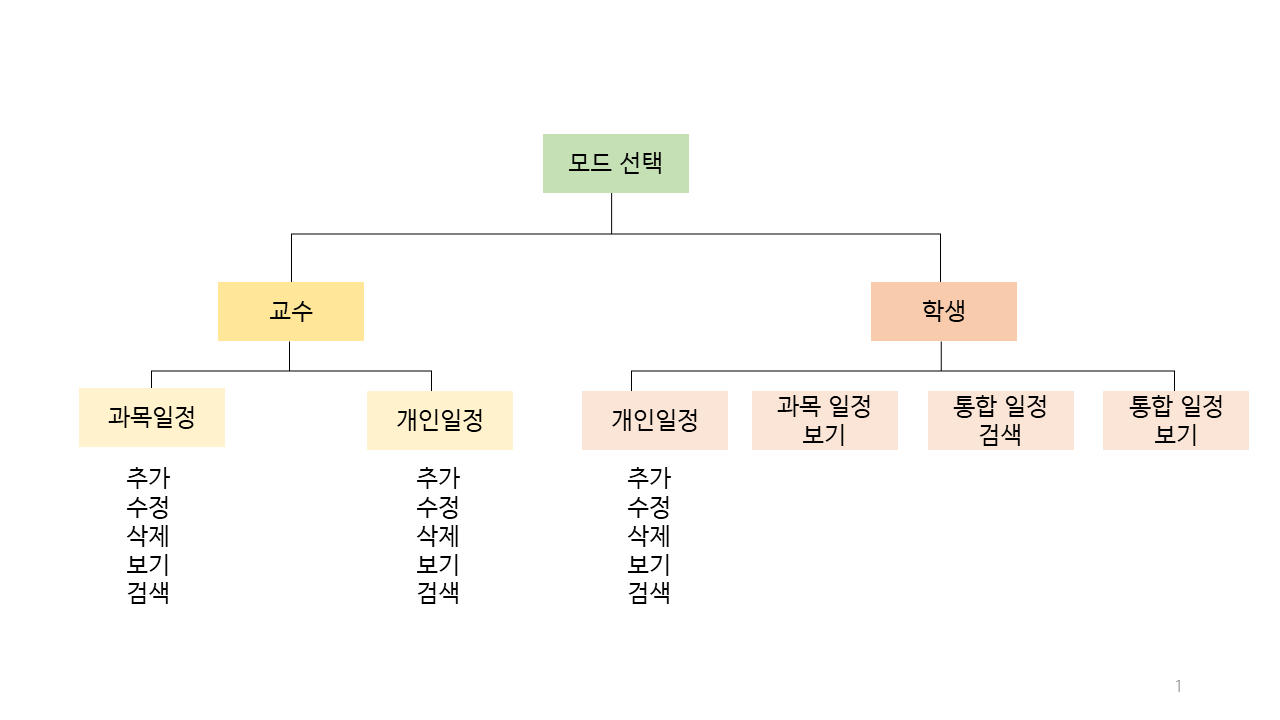 모드 선택
교수
학생
과목일정
개인일정
개인일정
과목 일정
보기
통합 일정
검색
통합 일정
보기
추가
수정
삭제
보기
검색
추가
수정
삭제
보기
검색
추가
수정
삭제
보기
검색
1